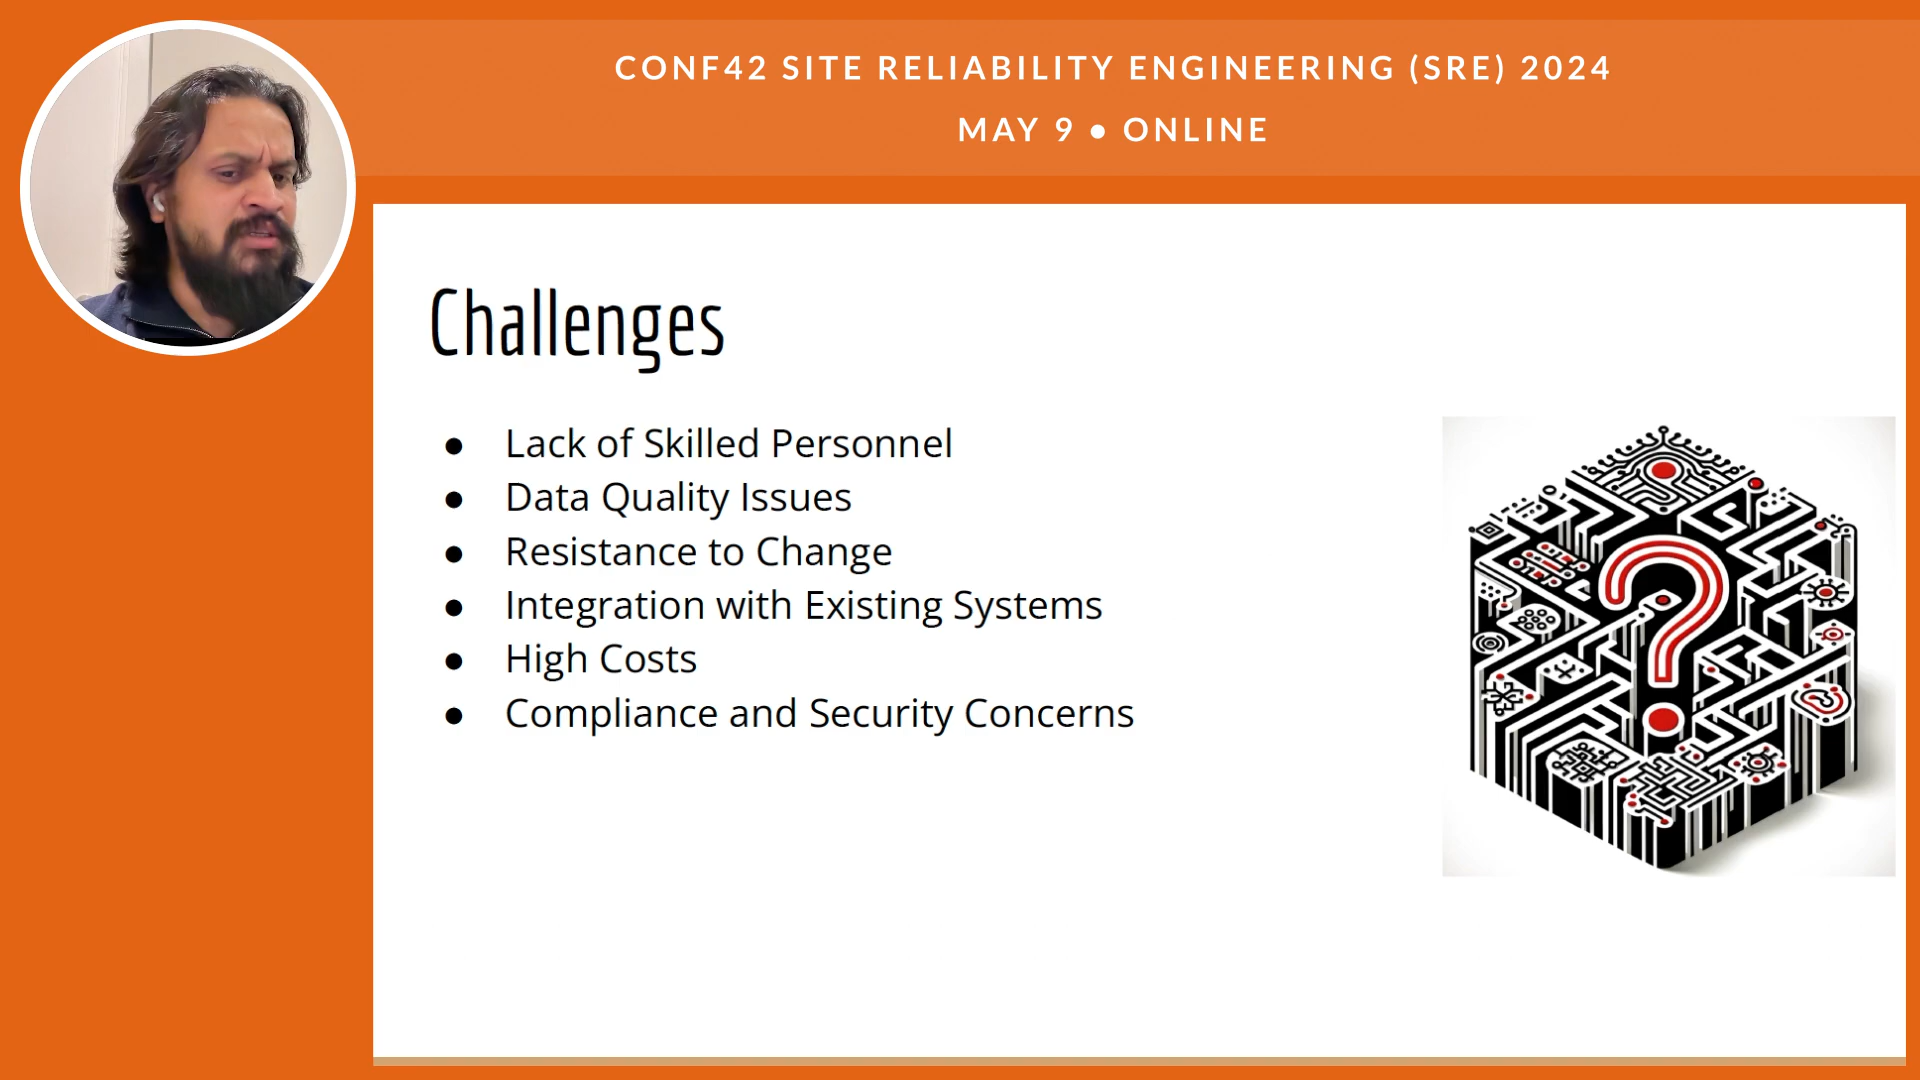 CONF42 SITE RELIABILITY ENGINEERING (SRE) 2024
MAY 9 ● ONLINE
Challenges
● Lack of Skilled Personnel
● Data Quality Issues
● Resistance to Change
● Integration with Existing Systems
● High Costs
● Compliance and Security Concerns